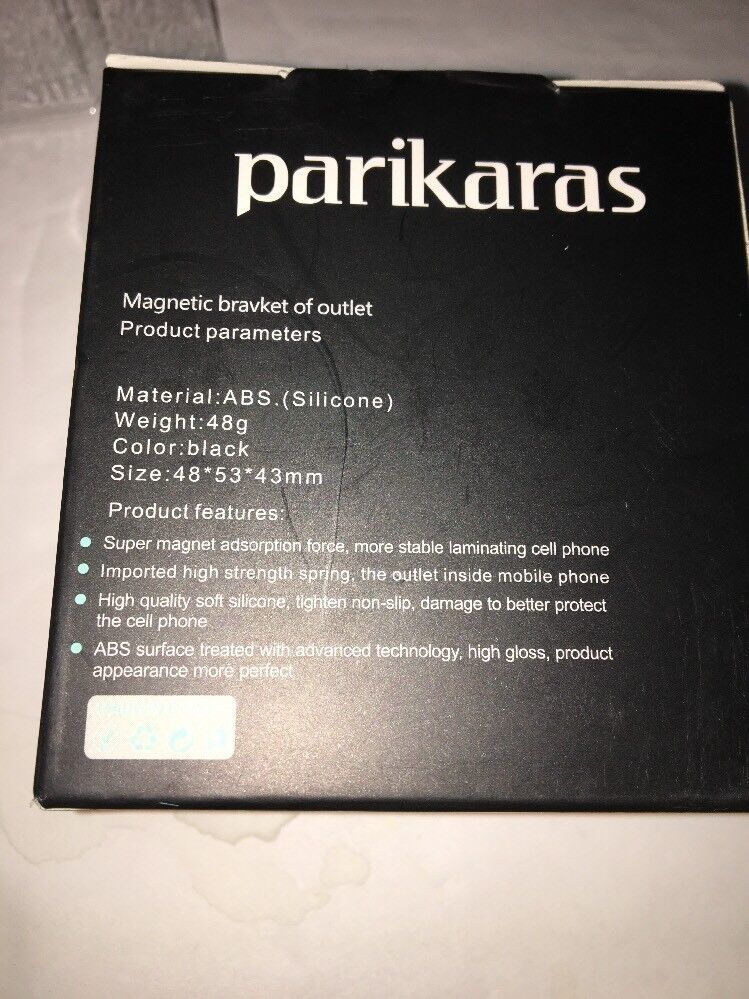 parikaras
Magnetic bravket of outlet
Product parameters
Material:ABS.(Silicone)
Weight:48g
Color:black
Size:48*53*43mm
Product features:
Super magnet adsorption force, more stable laminating cell phone
Imported high strength spring, the outlet inside mobile phone
High quality soft silicone, tighten non-slip, damage to better protect
the cell phone
ABS surface treated with advanced technology, high gloss, product
appearance more perfect